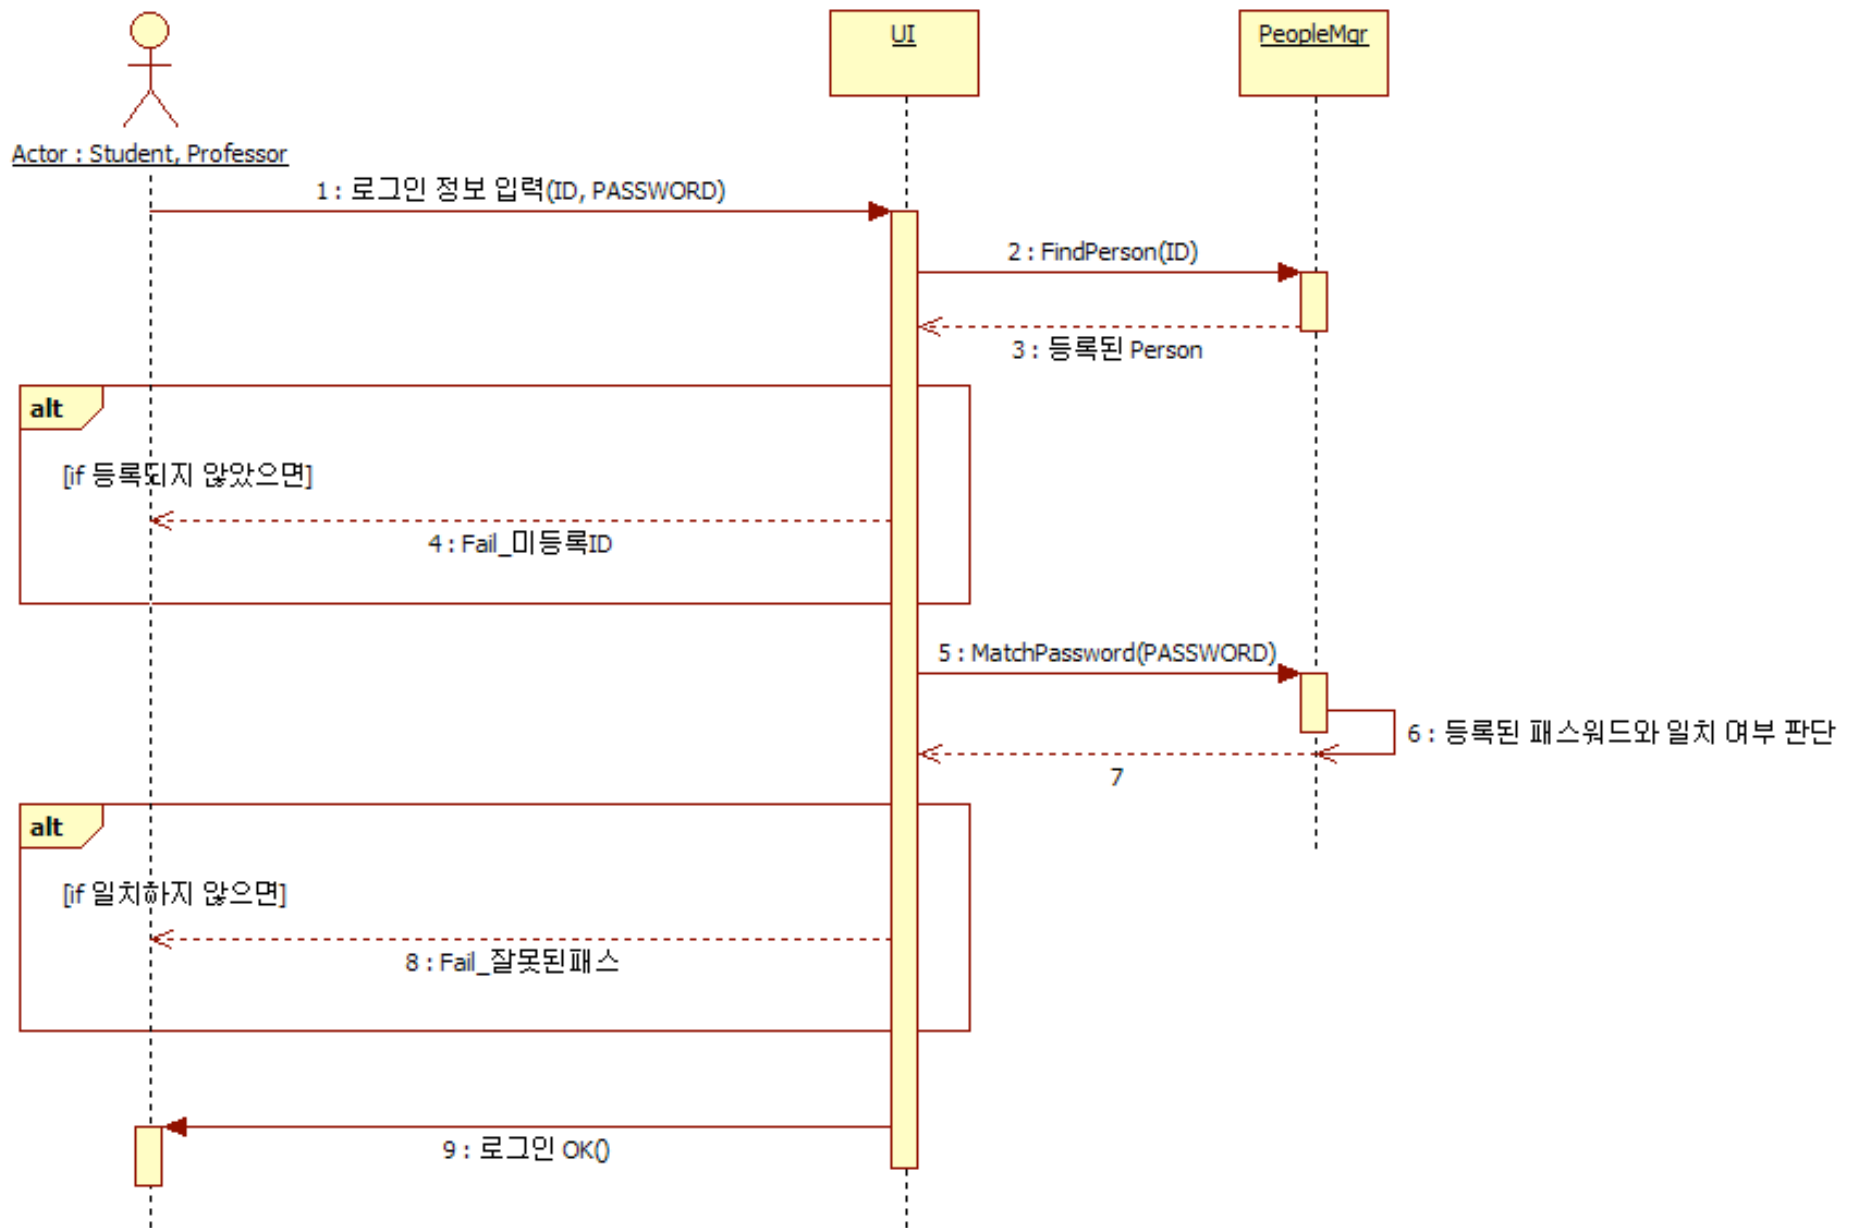 UI
PeopleMgr
Actor : Student, Professor
1 : 로그인 정보 입력(ID, PASSWORD)
2 : FindPerson(ID)
3 : 등록된 Person
alt
[if 등록되지 않았으면]
4 : Fail_미등록ID
5 : MatchPassword(PASSWORD)
6 : 등록된 패스워드와 일치 여부 판단
7
alt
[if 일치하지 않으면]
8 : Fail_잘못된패스
9 : 로그인 OK()